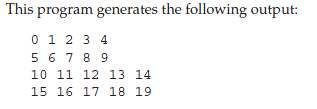 This program generates the following output:
0 1 2 3 4
5 6 7 8 9
10 11 12 13 14
15 16 17 18 19